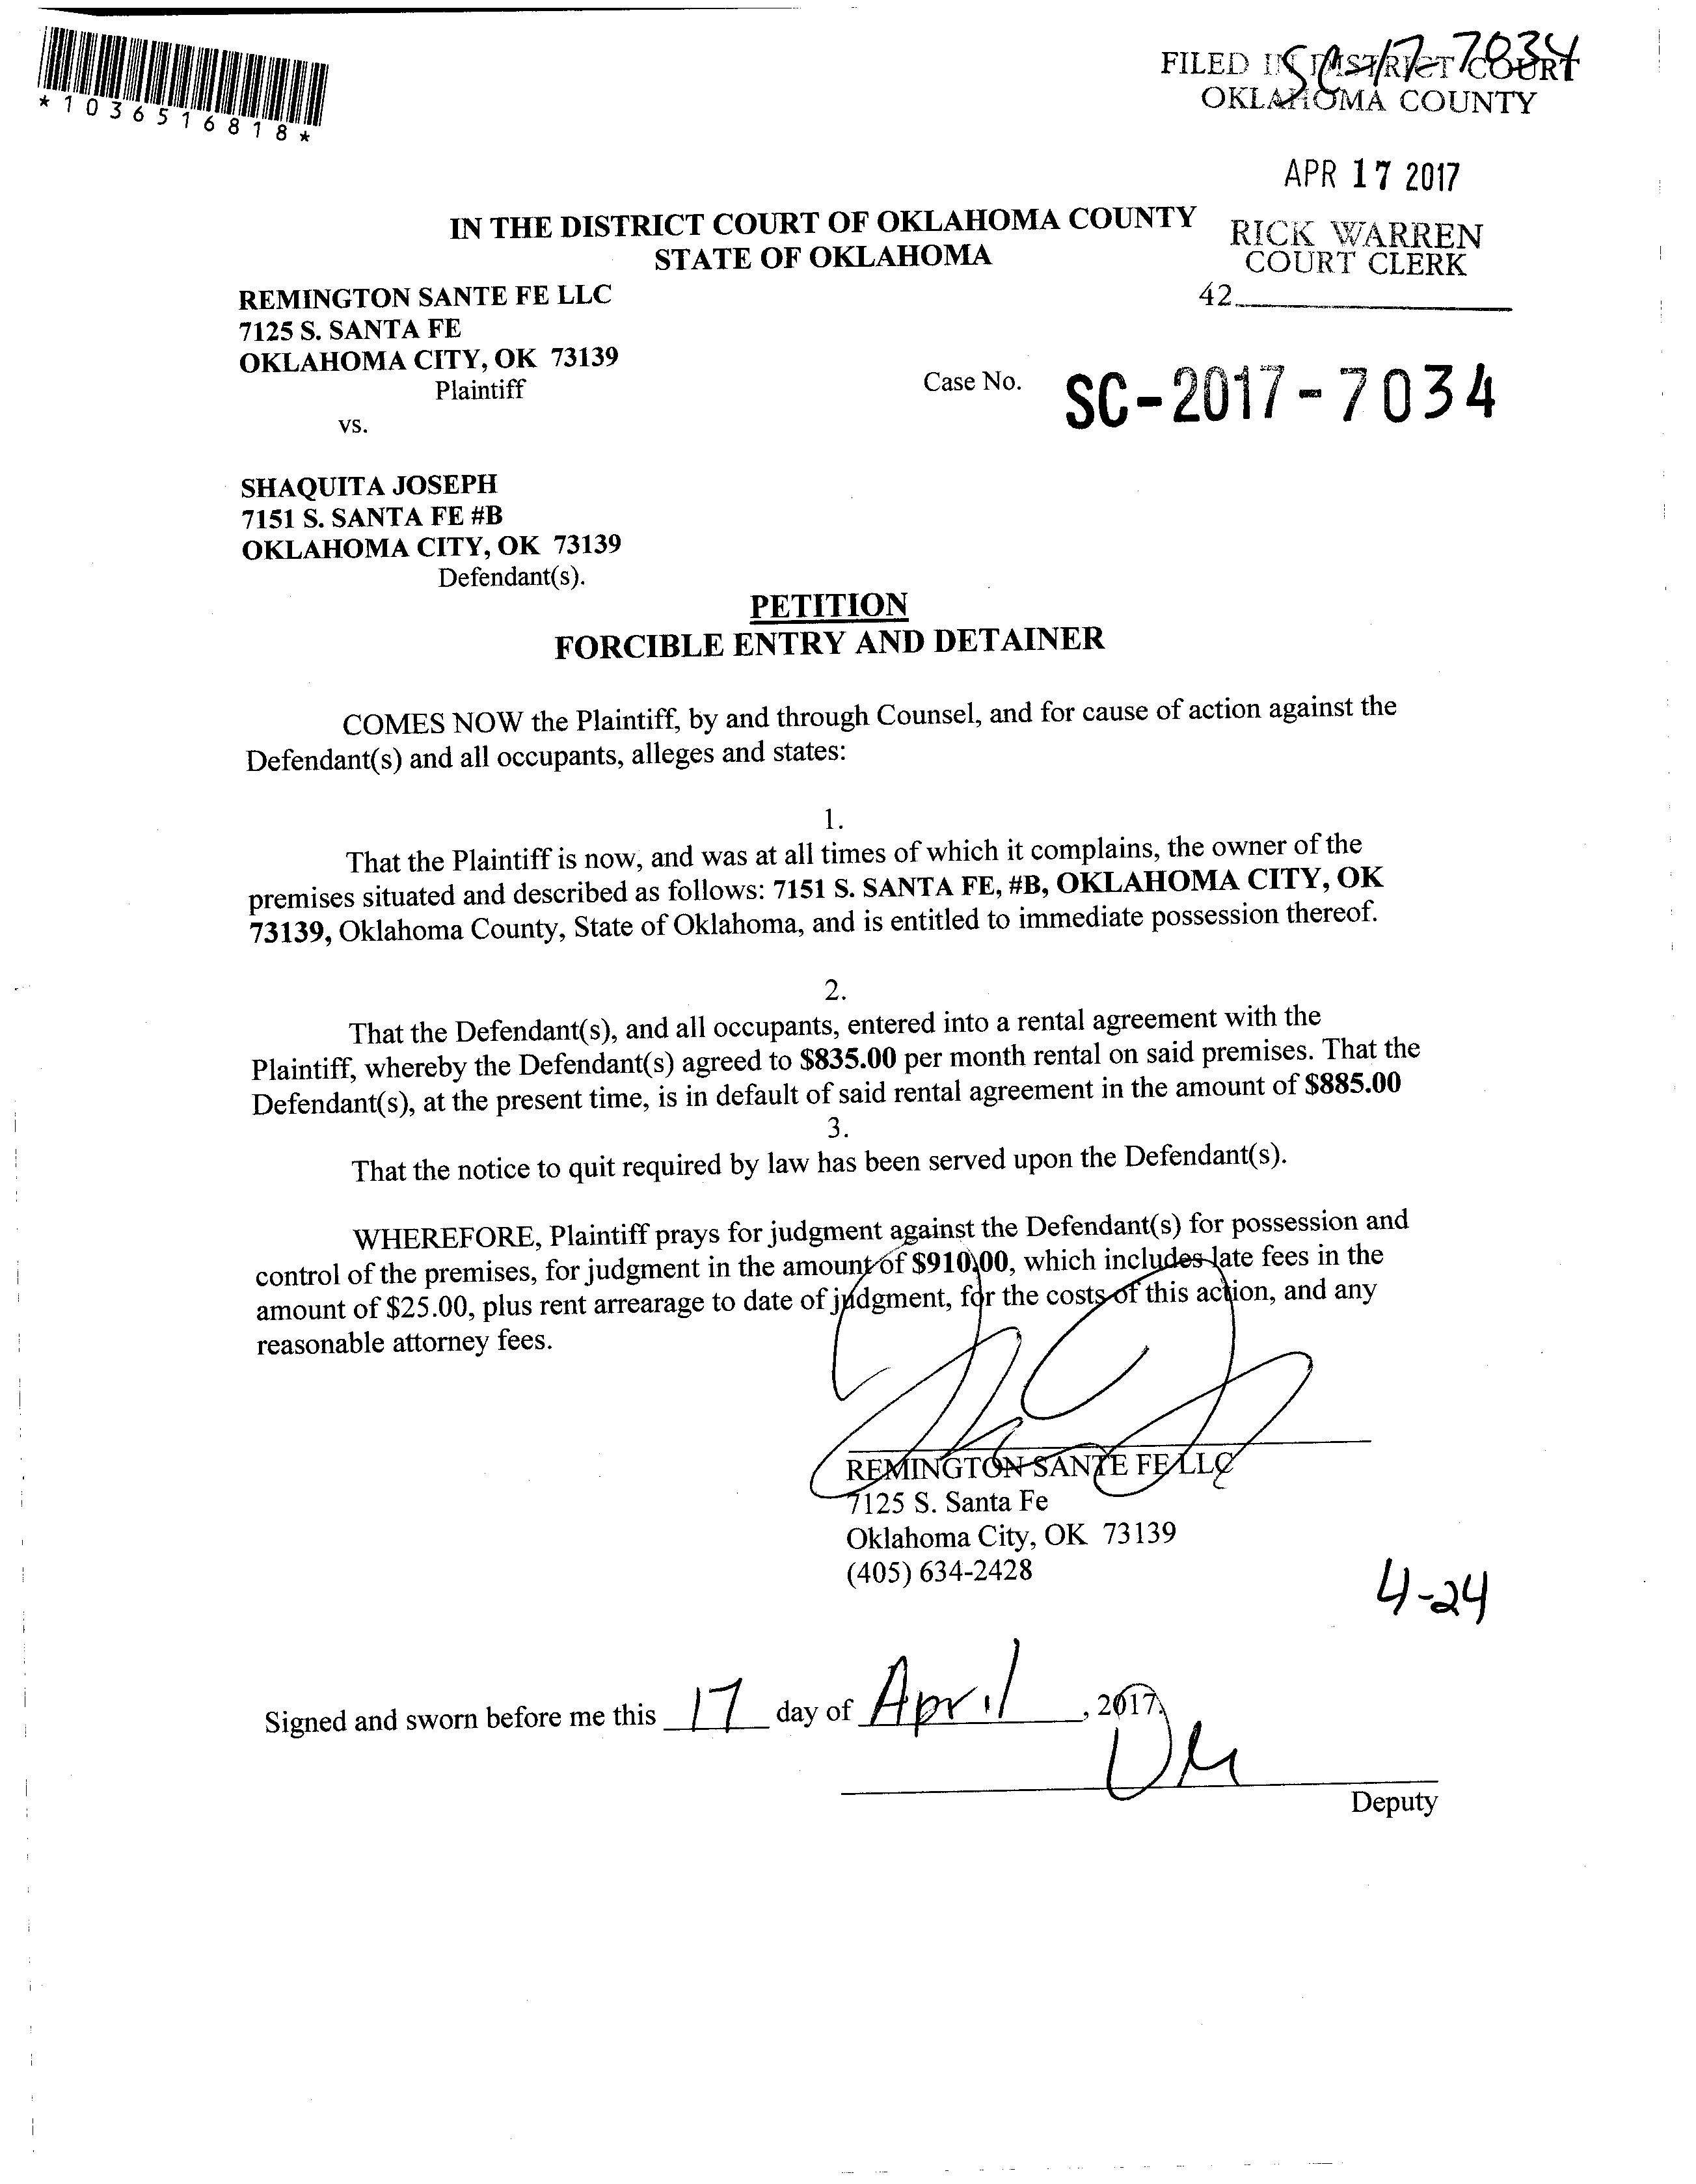 *1036516818*
SC-17-7034
FILED IN DISTRICT COURT
OKLAHOMA COUNTY
APR 17 2017
RICK WARREN
COURT CLERK
42
IN THE DISTRICT COURT OF OKLAHOMA COUNTY
STATE OF OKLAHOMA
REMINGTON SANTE FE LLC
7125 S. SANTA FE
OKLAHOMA CITY, OK 73139
Plaintiff
vs.
Case No. SC-2017-7034
SHAQUITA JOSEPH
7151 S. SANTA FE #B
OKLAHOMA CITY, OK 73139
Defendant(s).
PETITION
FORCIBLE ENTRY AND DETAINER
COMES NOW the Plaintiff, by and through Counsel, and for cause of action against the
Defendant(s) and all occupants, alleges and states:
1.
That the Plaintiff is now, and was at all times of which it complains, the owner of the
premises situated and described as follows: 7151 S. SANTA FE, #B, OKLAHOMA CITY, OK
73139, Oklahoma County, State of Oklahoma, and is entitled to immediate possession thereof.
2.
That the Defendant(s), and all occupants, entered into a rental agreement with the
Plaintiff, whereby the Defendant(s) agreed to $835.00 per month rental on said premises. That the
Defendant(s), at the present time, is in default of said rental agreement in the amount of $885.00
3.
That the notice to quit required by law has been served upon the Defendant(s).
WHEREFORE, Plaintiff prays for judgment against the Defendant(s) for possession and
control of the premises, for judgment in the amount of $910.00, which includes late fees in the
amount of $25.00, plus rent arrearage to date of judgment, for the costs of this action, and any
reasonable attorney fees.
REMINGTON SANTE FE LLC
7125 S. Santa Fe
Oklahoma City, OK 73139
(405) 634-2428
4-24
Signed and sworn before me this 17 day of April, 2017.
Deputy